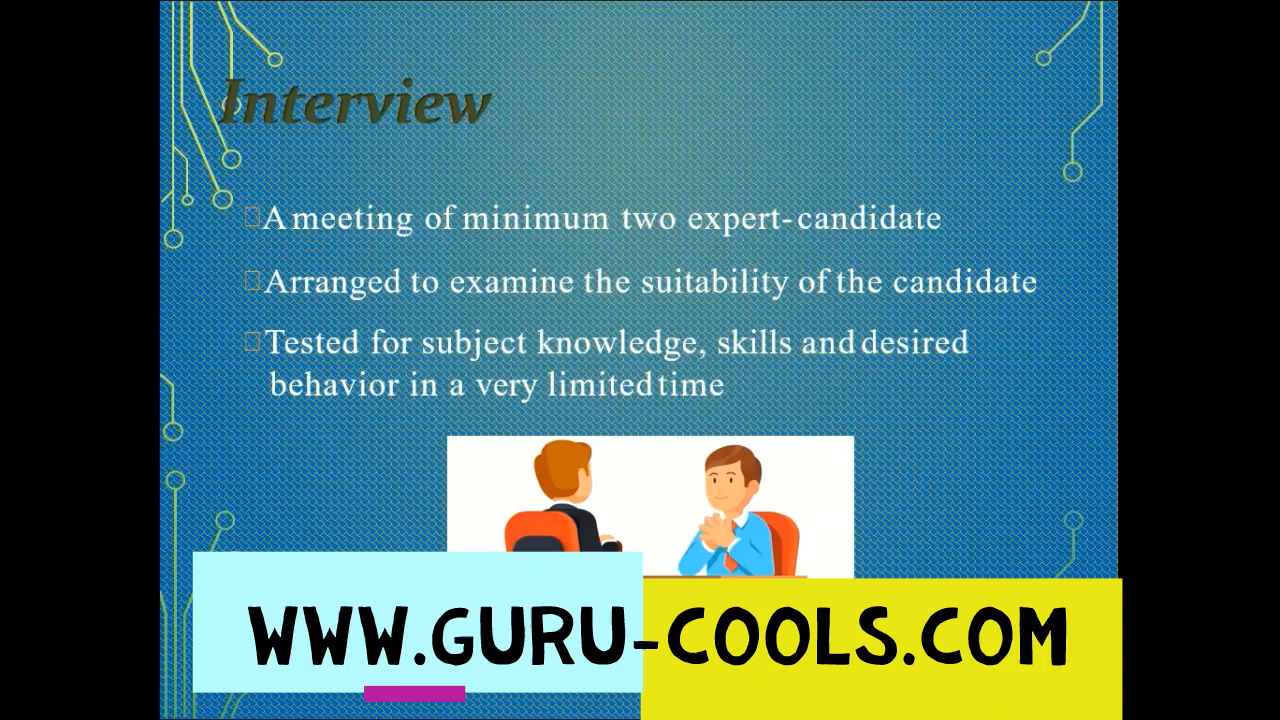 Interview
A meeting of minimum two expert-candidate
Arranged to examine the suitability of the candidate
Tested for subject knowledge, skills and desired
behavior in a very limited time
WWW.GURU-COOLS.COM